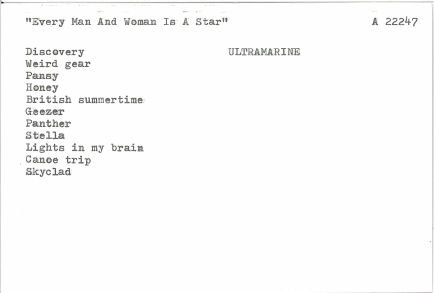 "Every Man And Woman Is A Star" A 22247
Discovery ULTRAMARINE
Weird gear
Pansy
Honey
British summertime
Geezer
Panther
Stella
Lights in my brain
Canoe trip
Skyclad